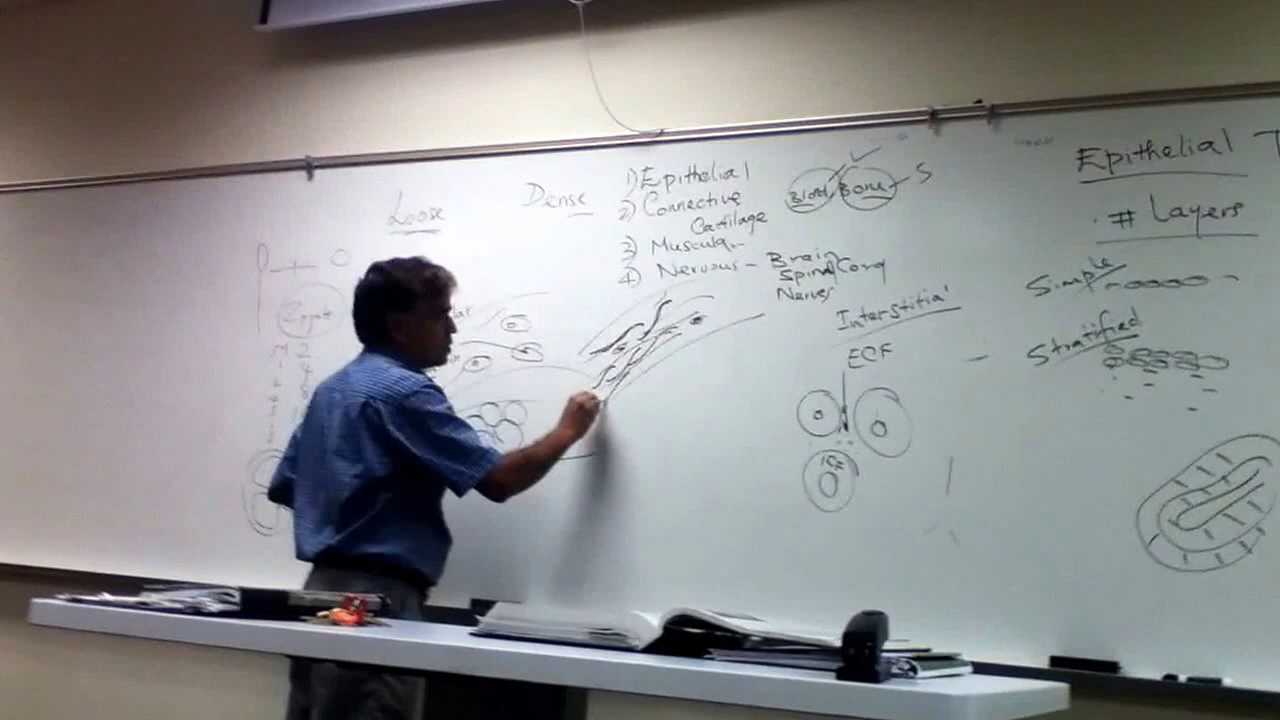 Loose
Dense
1) Epithelial
2) Connective
Cartilage
3) Muscular
4) Nervous - Brain
Spinal Cord
Nerves
Blood, Bone S
Interstitial
ECF
ICF
Epithelial T
. # Layers
Simple
Stratified